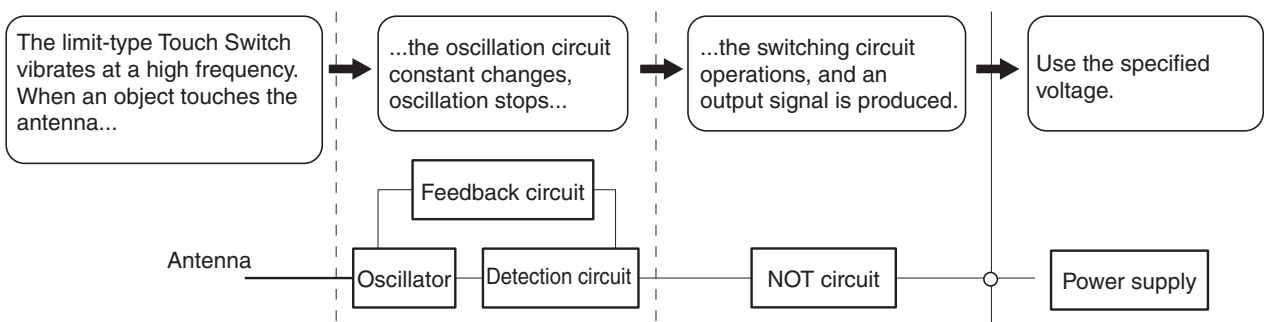 The limit-type Touch Switch
vibrates at a high frequency.
When an object touches the
antenna...
...the oscillation circuit
constant changes,
oscillation stops...
...the switching circuit
operations, and an
output signal is produced.
Use the specified
voltage.
Feedback circuit
Antenna
Oscillator
Detection circuit
NOT circuit
Power supply